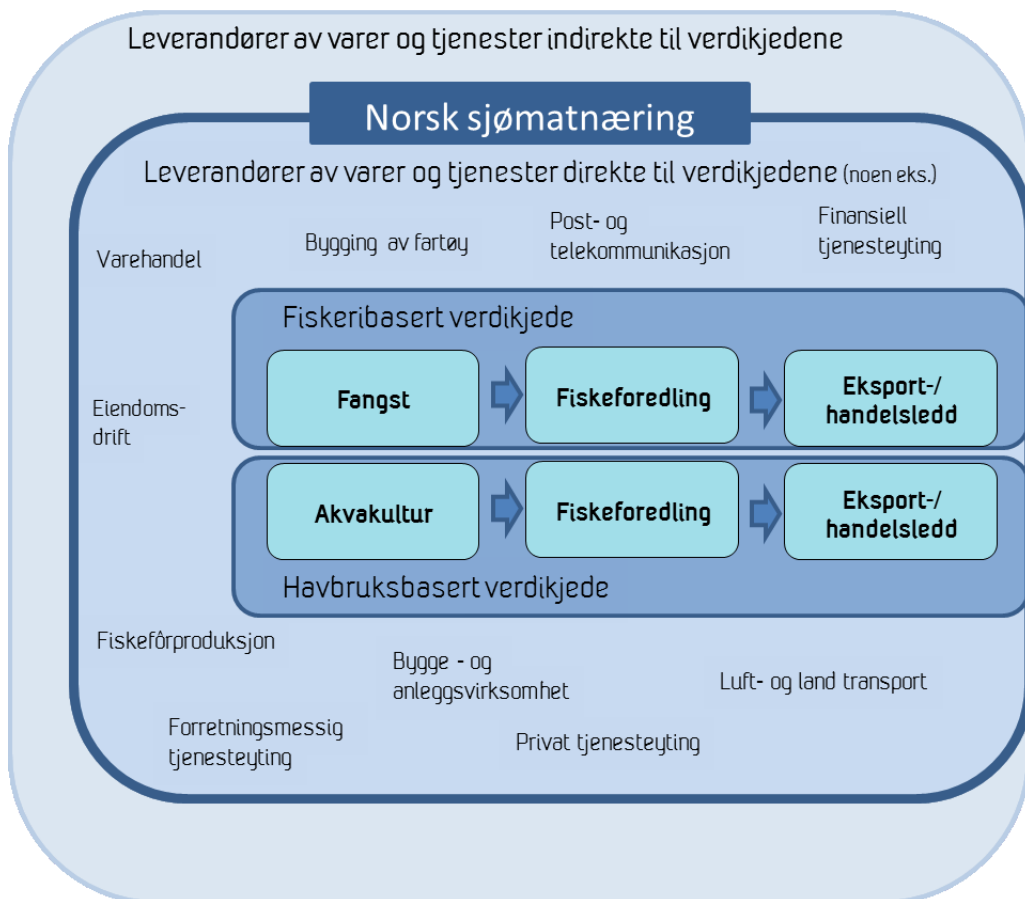 Leverandører av varer og tjenester indirekte til verdikjedene
Norsk sjømatnæring
Leverandører av varer og tjenester direkte til verdikjedene (noen eks.)
Varehandel
Bygging av fartøy
Post- og
telekommunikasjon
Finansiell
tjenesteyting
Fiskeribasert verdikjede
Eiendoms-
drift
Fangst
Fiskeforedling
Eksport-/
handelsledd
Akvakultur
Fiskeforedling
Eksport-/
handelsledd
Havbruksbasert verdikjede
Fiskefôrproduksjon
Bygge - og
anleggsvirksomhet
Luft- og land transport
Forretningsmessig
tjenesteyting
Privat tjenesteyting